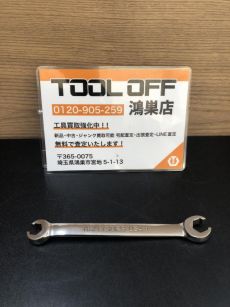 TOOL OFF
0120-905-259 鴻巣店
工具買取強化中！！
新品・中古・ジャンク買取可能 宅配査定・出張査定・LINE査定
無料で査定いたします！
〒365-0075
埼玉県鴻巣市宮地 5-1-13